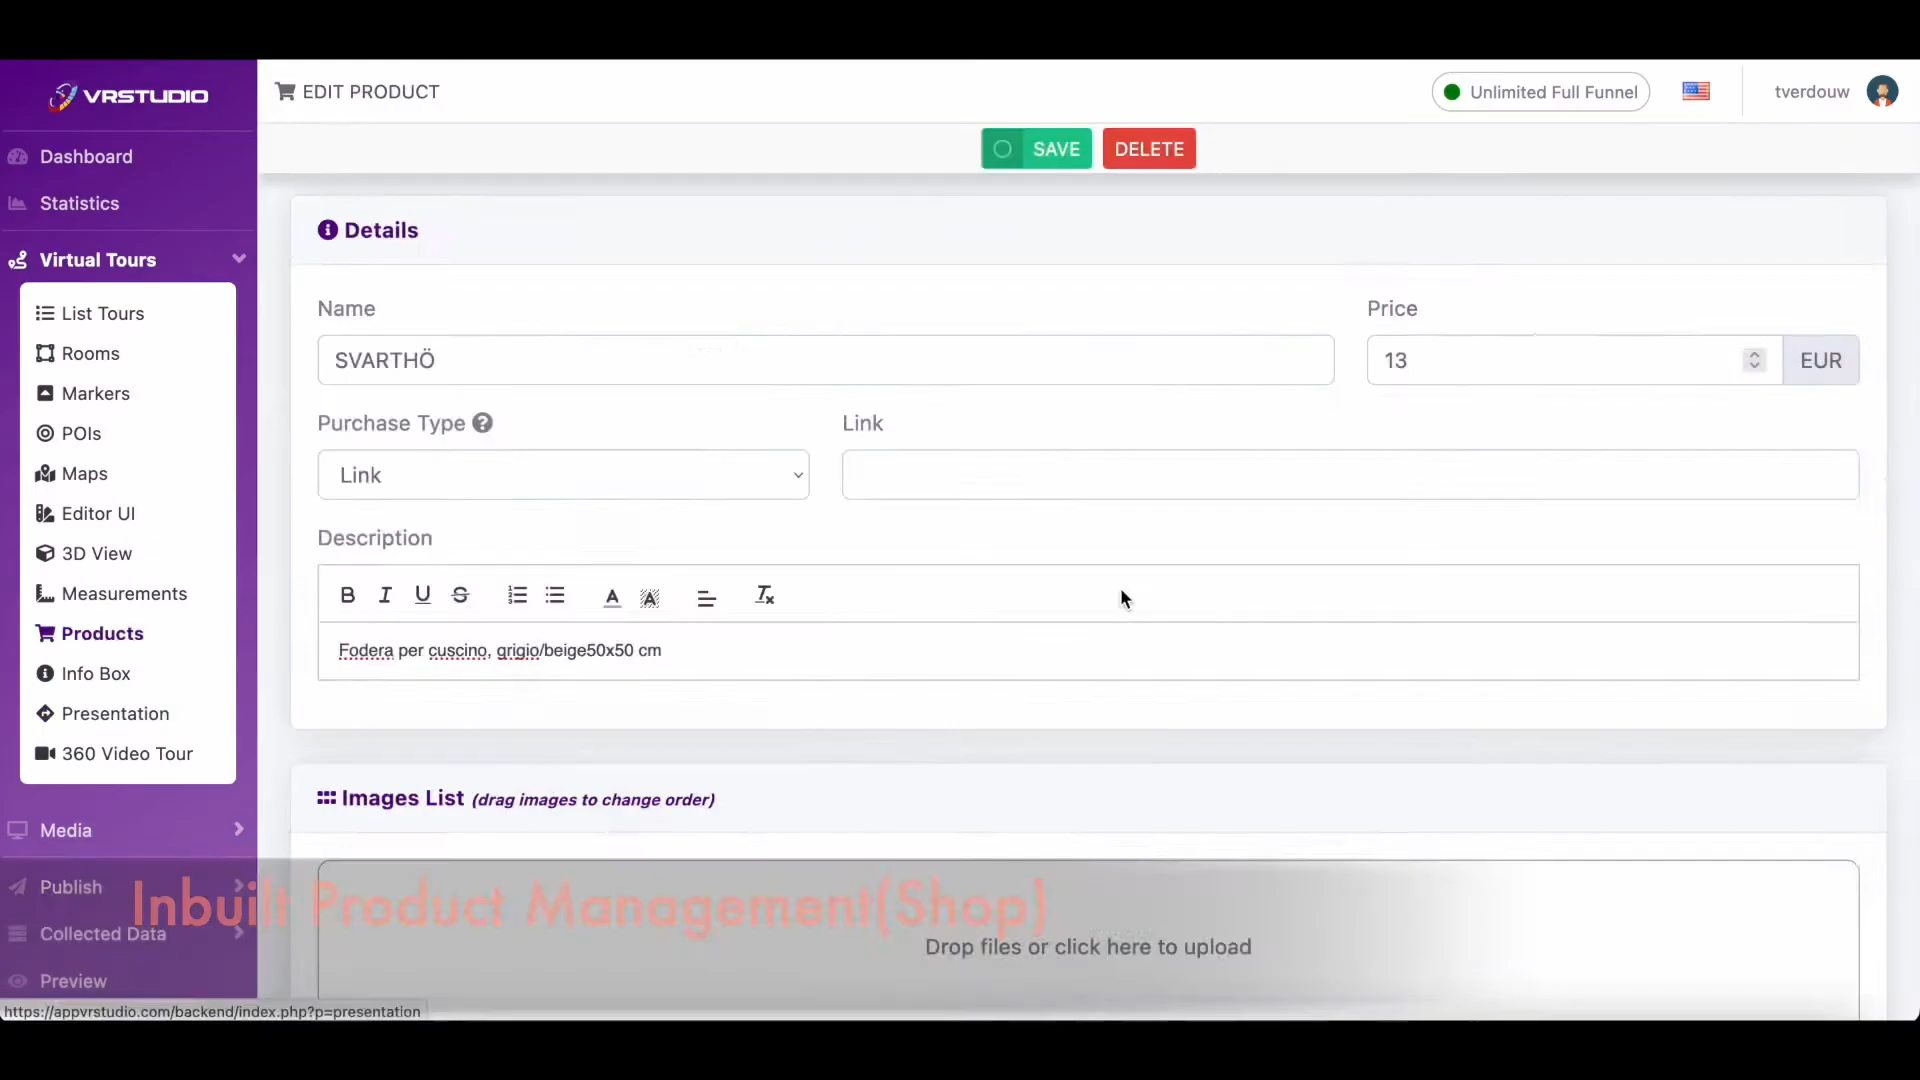 VRSTUDIO
EDIT PRODUCT
Unlimited Full Funnel
tverdouw
SAVE
DELETE
Dashboard
Statistics
Virtual Tours
List Tours
Rooms
Markers
POIs
Maps
Editor UI
3D View
Measurements
Products
Info Box
Presentation
360 Video Tour
Media
Publish
Collected Data
Preview
Details
Name
Price
SVARTHÖ
13
EUR
Purchase Type
Link
Link
Description
Fodera per cuscino, grigio/beige50x50 cm
Images List (drag images to change order)
Drop files or click here to upload
Inbuilt Product Management(Shop)
https://appvrstudio.com/backend/index.php?p=presentation